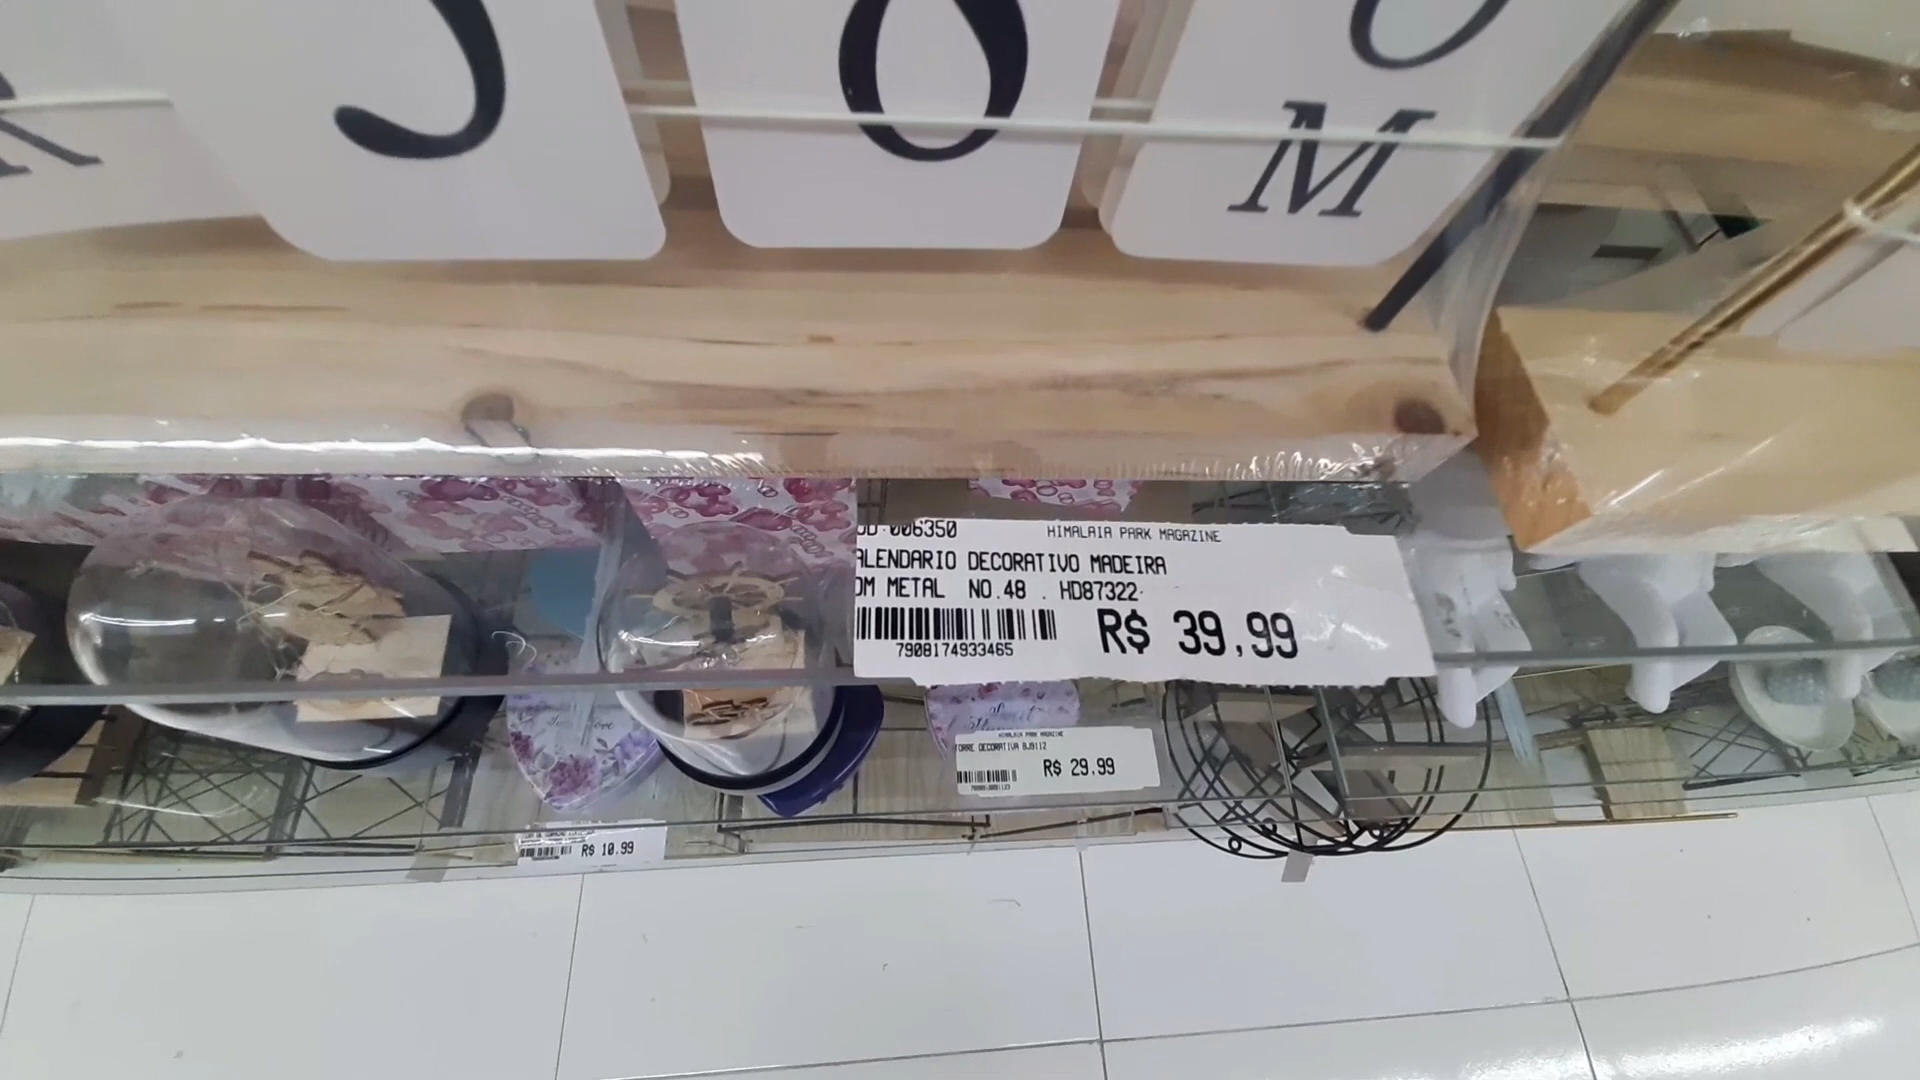 M
OD.006350 HIMALAIA PARK MAGAZINE
ALENDARIO DECORATIVO MADEIRA
OM METAL NO.48 . HD87322
R$ 39,99
7908174933465
HIMALAIA PARK MAGAZINE
TORRE DECORATIVA BJ9112
R$ 29.99
R$ 10.99